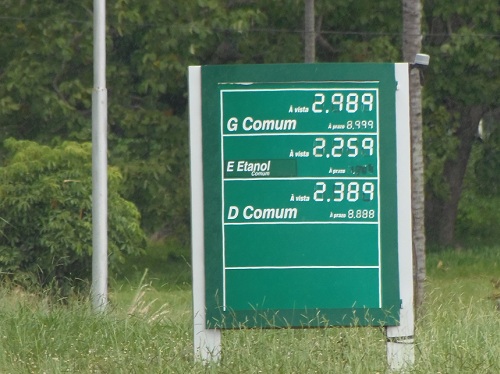 À vista 2.989
G Comum À prazo 8.999
À vista 2.259
E Etanol À prazo
Comum
À vista 2.389
D Comum À prazo 8.888